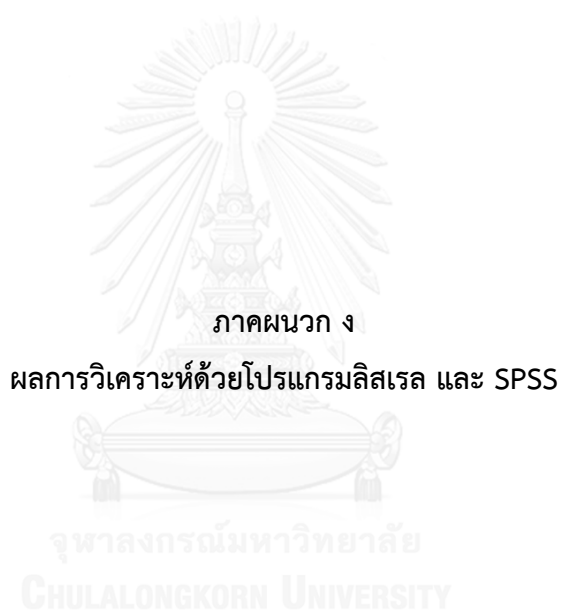 ภาคผนวก ง
ผลการวิเคราะห์ด้วยโปรแกรมลิสเรล และ SPSS
จุฬาลงกรณ์มหาวิทยาลัย
CHULALONGKORN UNIVERSITY